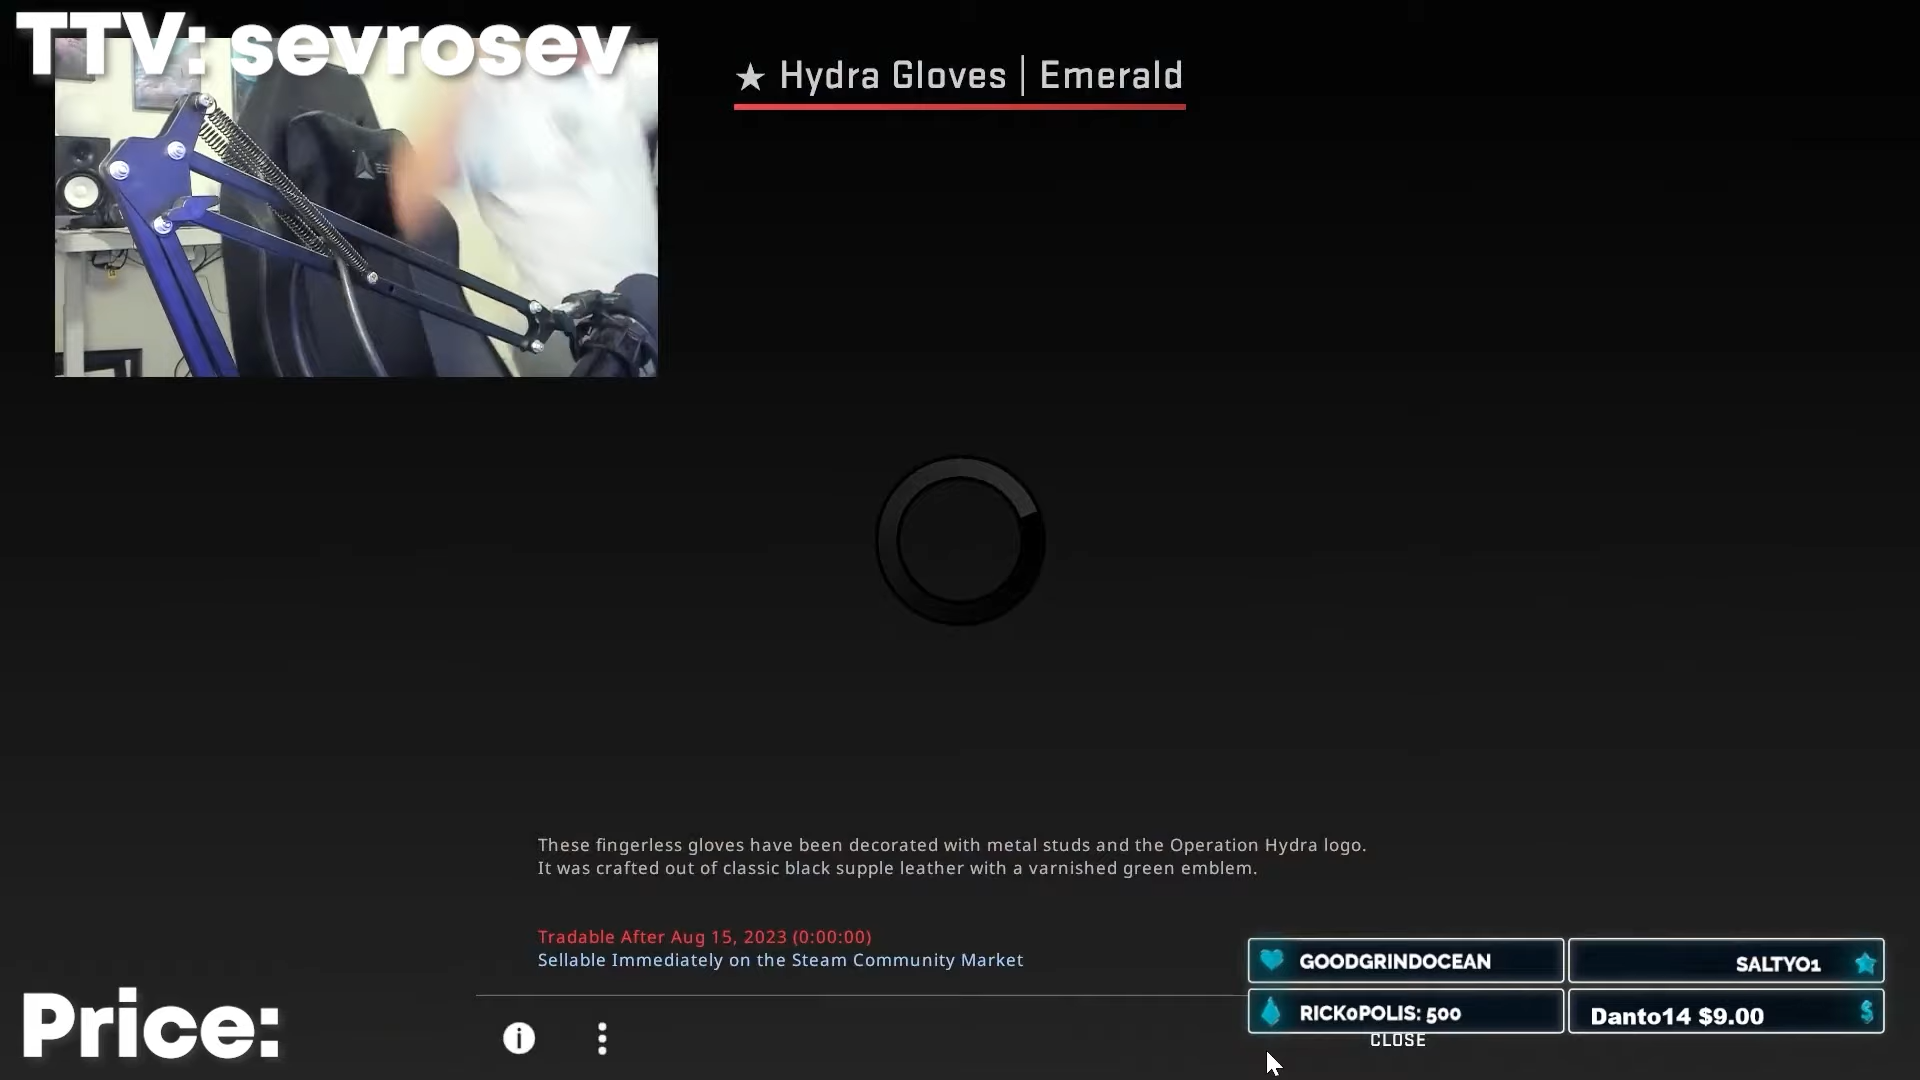 TTV: sevrosev
★ Hydra Gloves | Emerald
These fingerless gloves have been decorated with metal studs and the Operation Hydra logo.
It was crafted out of classic black supple leather with a varnished green emblem.
Tradable After Aug 15, 2023 (0:00:00)
Sellable Immediately on the Steam Community Market
GOODGRINDOCEAN
SALTYO1
RICK0POLIS: 500
Danto14 $9.00
Price:
CLOSE